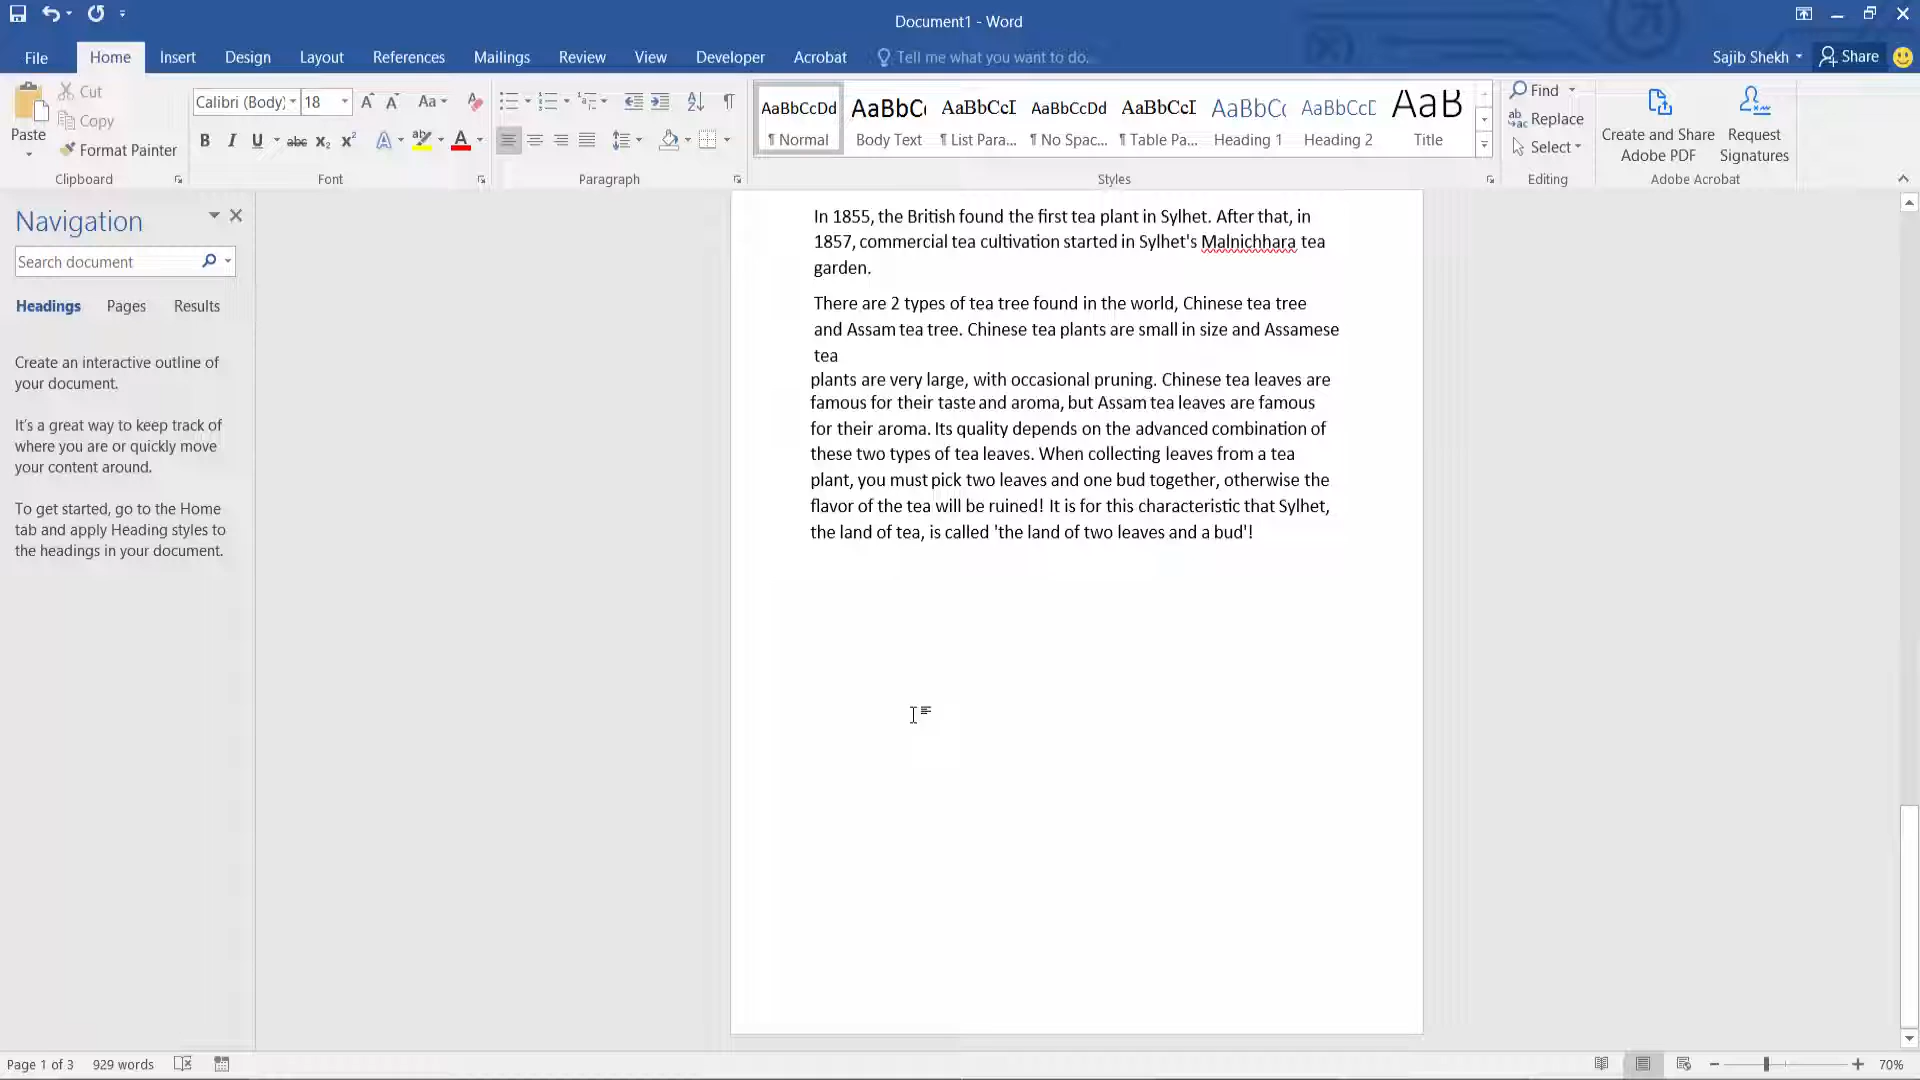 Document1 - Word
File Home Insert Design Layout References Mailings Review View Developer Acrobat Tell me what you want to do. Sajib Shekh Share
Paste
Cut
Copy
Format Painter
Clipboard
Calibri (Body) 18
Aa
B I U abc X₂ X² A ab A
Font
Paragraph
AaBbCcDd AaBbC AaBbCcI AaBbCcDd AaBbCcI AaBbCc AaBbCcD AaB
¶ Normal Body Text ¶ List Para... ¶ No Spac... ¶ Table Pa... Heading 1 Heading 2 Title
Styles
Find
Replace
Select
Editing
Create and Share
Adobe PDF
Request
Signatures
Adobe Acrobat
Navigation
Search document
Headings Pages Results
Create an interactive outline of
your document.
It's a great way to keep track of
where you are or quickly move
your content around.
To get started, go to the Home
tab and apply Heading styles to
the headings in your document.
In 1855, the British found the first tea plant in Sylhet. After that, in
1857, commercial tea cultivation started in Sylhet's Malnichhara tea
garden.
There are 2 types of tea tree found in the world, Chinese tea tree
and Assam tea tree. Chinese tea plants are small in size and Assamese
tea
plants are very large, with occasional pruning. Chinese tea leaves are
famous for their taste and aroma, but Assam tea leaves are famous
for their aroma. Its quality depends on the advanced combination of
these two types of tea leaves. When collecting leaves from a tea
plant, you must pick two leaves and one bud together, otherwise the
flavor of the tea will be ruined! It is for this characteristic that Sylhet,
the land of tea, is called 'the land of two leaves and a bud'!
Page 1 of 3 929 words 70%